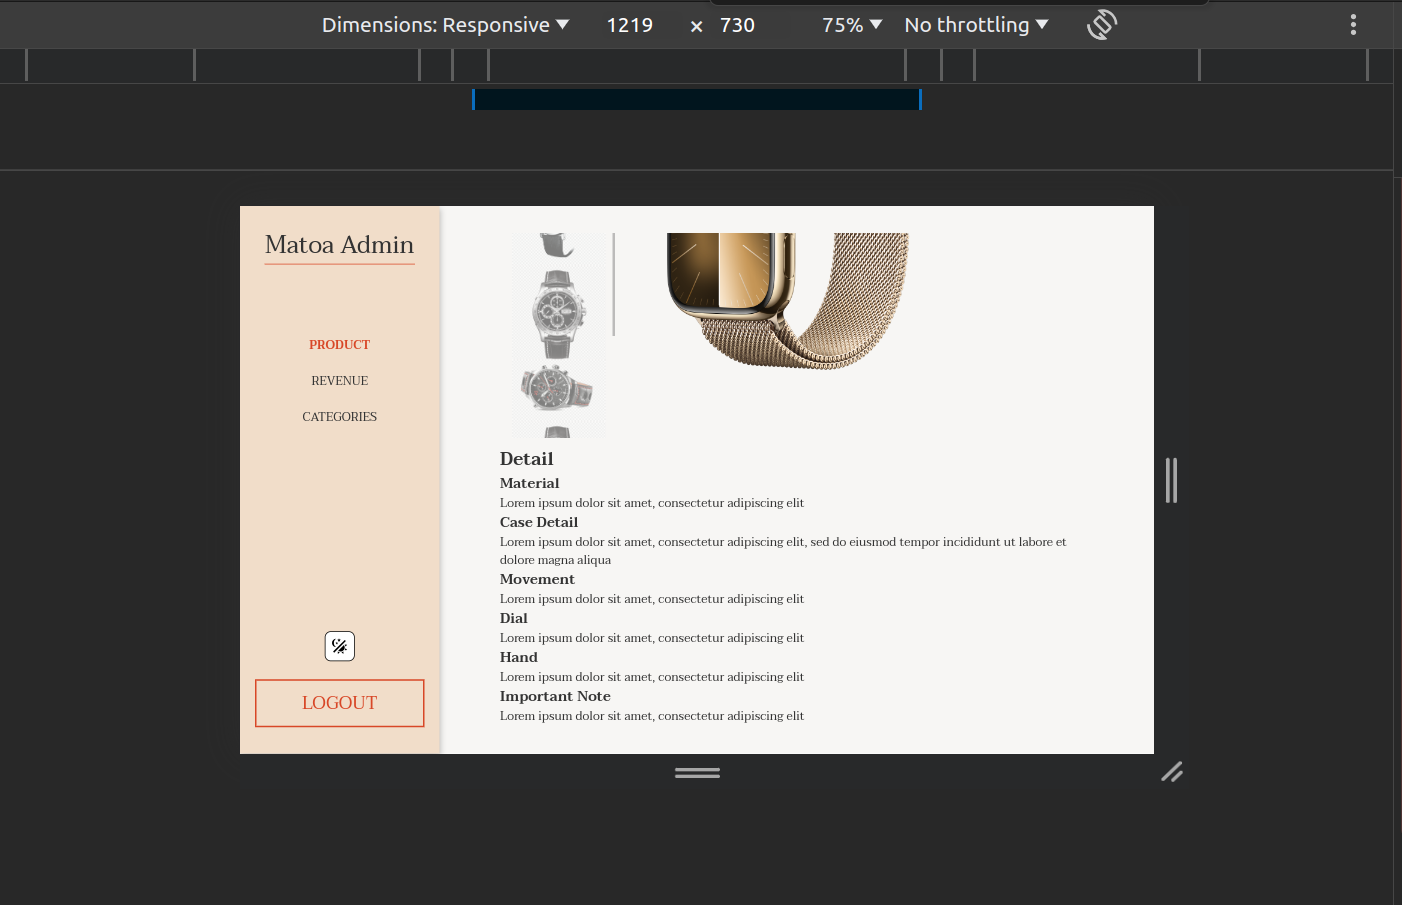 Dimensions: Responsive ▼ 1219 × 730 75% ▼ No throttling ▼
Matoa Admin
PRODUCT
REVENUE
CATEGORIES
LOGOUT
Detail
Material
Lorem ipsum dolor sit amet, consectetur adipiscing elit
Case Detail
Lorem ipsum dolor sit amet, consectetur adipiscing elit, sed do eiusmod tempor incididunt ut labore et
dolore magna aliqua
Movement
Lorem ipsum dolor sit amet, consectetur adipiscing elit
Dial
Lorem ipsum dolor sit amet, consectetur adipiscing elit
Hand
Lorem ipsum dolor sit amet, consectetur adipiscing elit
Important Note
Lorem ipsum dolor sit amet, consectetur adipiscing elit